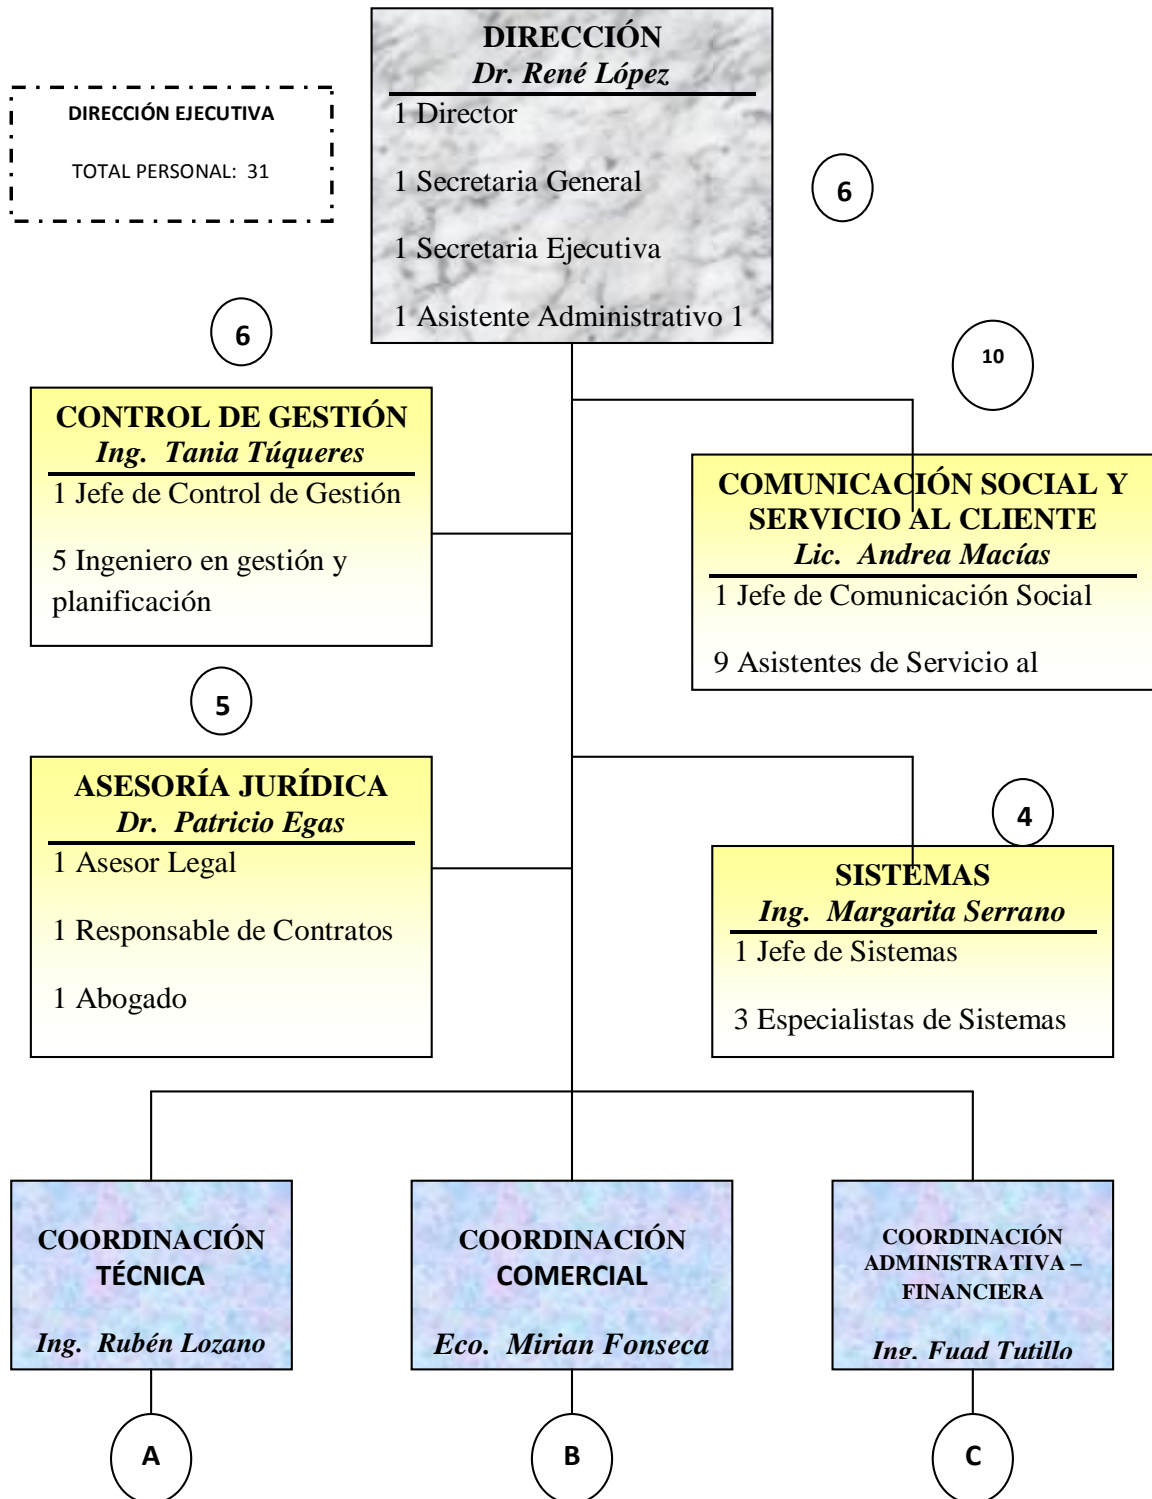 DIRECCIÓN
Dr. René López
1 Director
1 Secretaria General
1 Secretaria Ejecutiva
1 Asistente Administrativo 1
DIRECCIÓN EJECUTIVA
TOTAL PERSONAL: 31
6
6
10
CONTROL DE GESTIÓN
Ing. Tania Túqueres
1 Jefe de Control de Gestión
5 Ingeniero en gestión y
planificación
COMUNICACIÓN SOCIAL Y
SERVICIO AL CLIENTE
Lic. Andrea Macías
1 Jefe de Comunicación Social
9 Asistentes de Servicio al
5
ASESORÍA JURÍDICA
Dr. Patricio Egas
1 Asesor Legal
1 Responsable de Contratos
1 Abogado
4
SISTEMAS
Ing. Margarita Serrano
1 Jefe de Sistemas
3 Especialistas de Sistemas
COORDINACIÓN
TÉCNICA
Ing. Rubén Lozano
COORDINACIÓN
COMERCIAL
Eco. Mirian Fonseca
COORDINACIÓN
ADMINISTRATIVA –
FINANCIERA
Ing. Fuad Tutillo
A
B
C